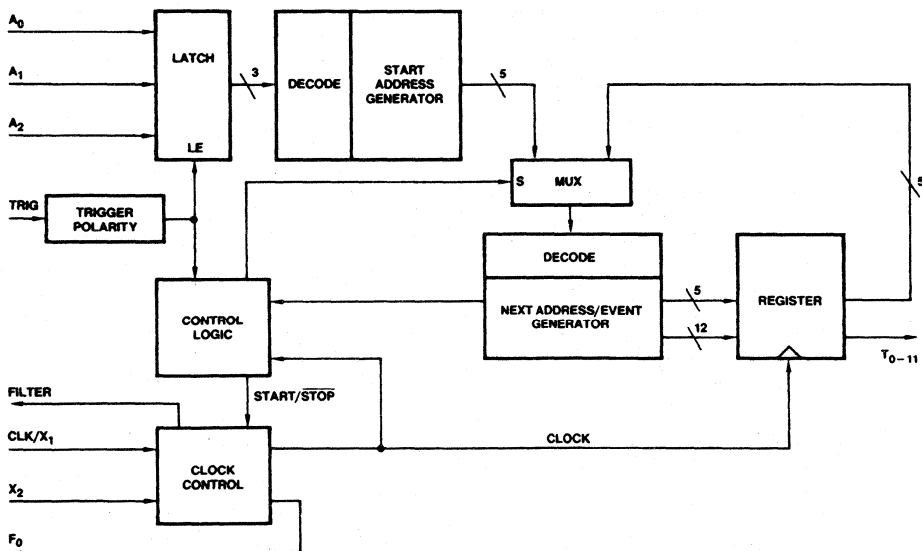 A0
A1
A2
LATCH
LE
3
DECODE
START
ADDRESS
GENERATOR
5
5
S MUX
TRIG
TRIGGER
POLARITY
DECODE
NEXT ADDRESS/EVENT
GENERATOR
5
12
REGISTER
T0–11
CONTROL
LOGIC
START/STOP
FILTER
CLK/X1
X2
CLOCK
CONTROL
CLOCK
F0